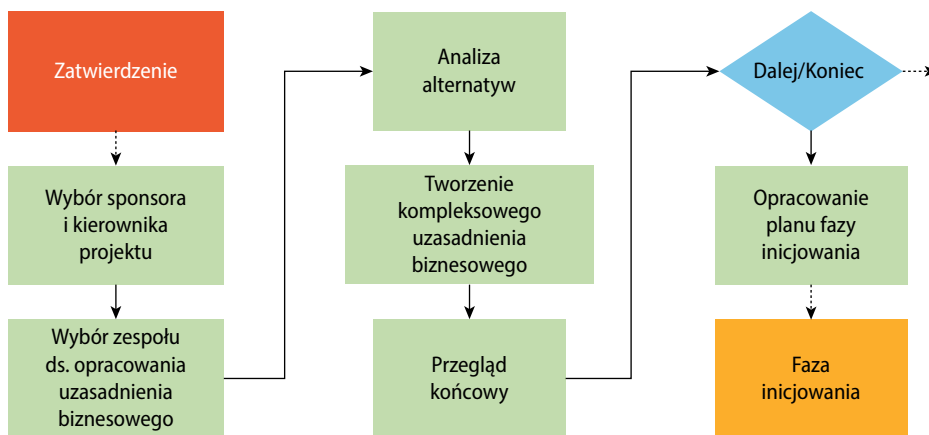 Zatwierdzenie
Wybór sponsora
i kierownika
projektu
Wybór zespołu
ds. opracowania
uzasadnienia
biznesowego
Analiza
alternatyw
Tworzenie
kompleksowego
uzasadnienia
biznesowego
Przegląd
końcowy
Dalej/Koniec
Opracowanie
planu fazy
inicjowania
Faza
inicjowania